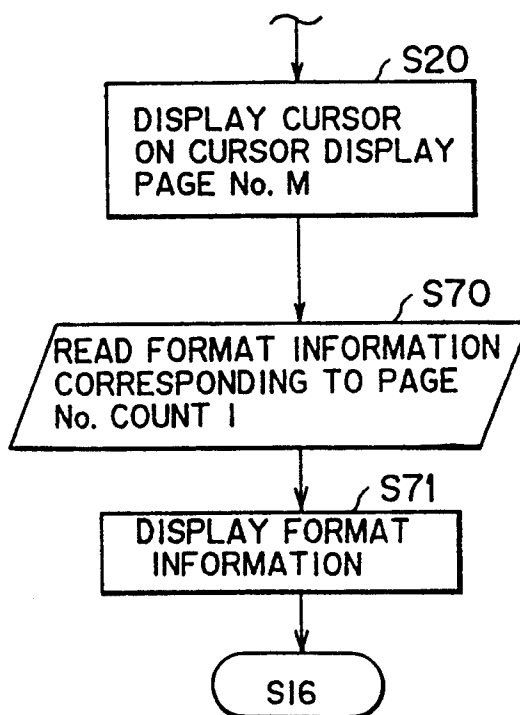 S20
DISPLAY CURSOR
ON CURSOR DISPLAY
PAGE No. M
S70
READ FORMAT INFORMATION
CORRESPONDING TO PAGE
No. COUNT I
S71
DISPLAY FORMAT
INFORMATION
S16